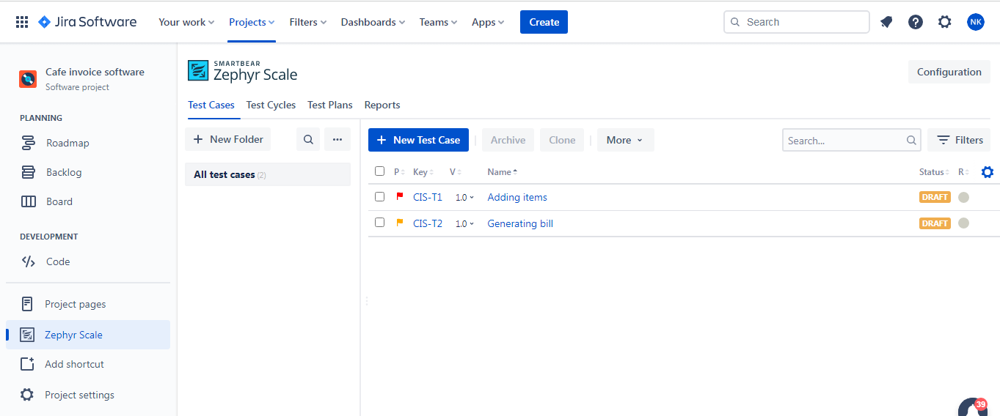 Jira Software Your work Projects Filters Dashboards Teams Apps Create Search NK
Cafe invoice software
Software project
PLANNING
Roadmap
Backlog
Board
DEVELOPMENT
Code
Project pages
Zephyr Scale
Add shortcut
Project settings
SMARTBEAR
Zephyr Scale
Configuration
Test Cases Test Cycles Test Plans Reports
+ New Folder ...
All test cases (2)
+ New Test Case Archive Clone More Search... Filters
P Key V Name Status R
CIS-T1 1.0 Adding items DRAFT
CIS-T2 1.0 Generating bill DRAFT
39